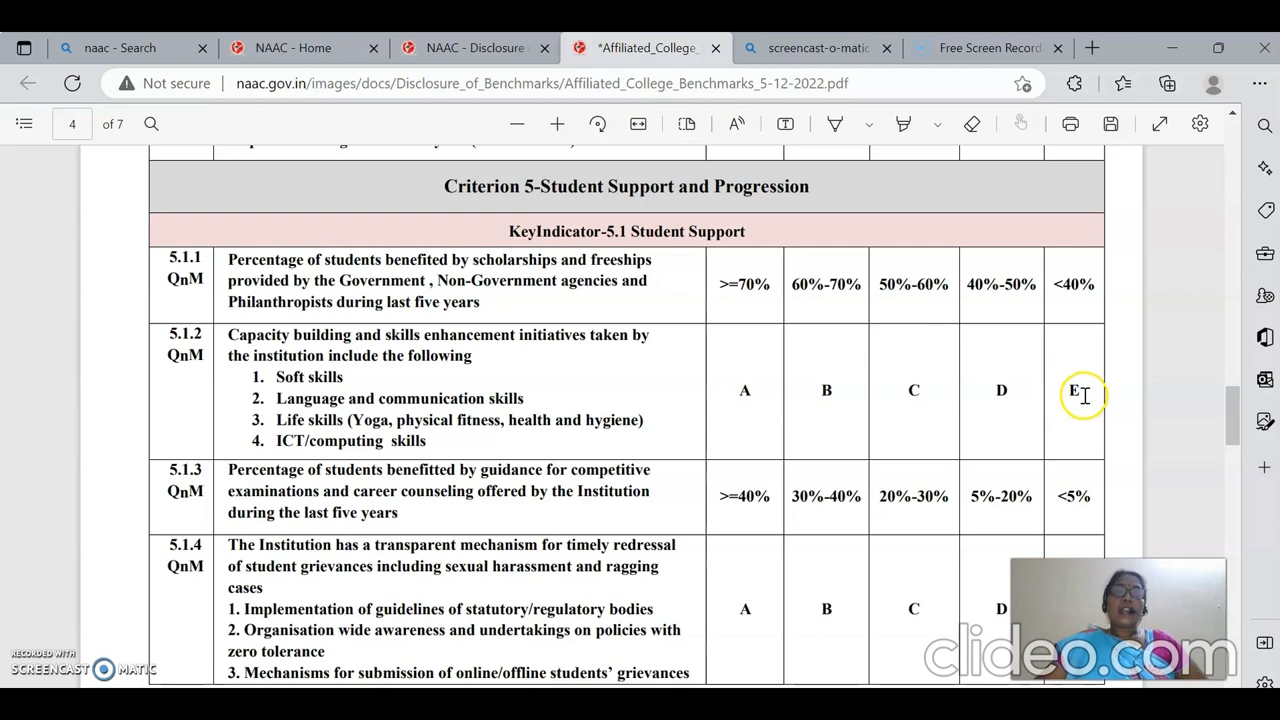 naac - Search
NAAC - Home
NAAC - Disclosure
*Affiliated_College_
screencast-o-matic
Free Screen Record
Not secure
naac.gov.in/images/docs/Disclosure_of_Benchmarks/Affiliated_College_Benchmarks_5-12-2022.pdf
4 of 7
Criterion 5-Student Support and Progression
KeyIndicator-5.1 Student Support
5.1.1
QnM
Percentage of students benefited by scholarships and freeships
provided by the Government , Non-Government agencies and
Philanthropists during last five years
>=70% 60%-70% 50%-60% 40%-50% <40%
5.1.2
QnM
Capacity building and skills enhancement initiatives taken by
the institution include the following
1. Soft skills
2. Language and communication skills
3. Life skills (Yoga, physical fitness, health and hygiene)
4. ICT/computing skills
A B C D E
5.1.3
QnM
Percentage of students benefitted by guidance for competitive
examinations and career counseling offered by the Institution
during the last five years
>=40% 30%-40% 20%-30% 5%-20% <5%
5.1.4
QnM
The Institution has a transparent mechanism for timely redressal
of student grievances including sexual harassment and ragging
cases
1. Implementation of guidelines of statutory/regulatory bodies
2. Organisation wide awareness and undertakings on policies with
zero tolerance
3. Mechanisms for submission of online/offline students' grievances
A B C D
RECORDED WITH
SCREENCAST-O-MATIC
clideo.com